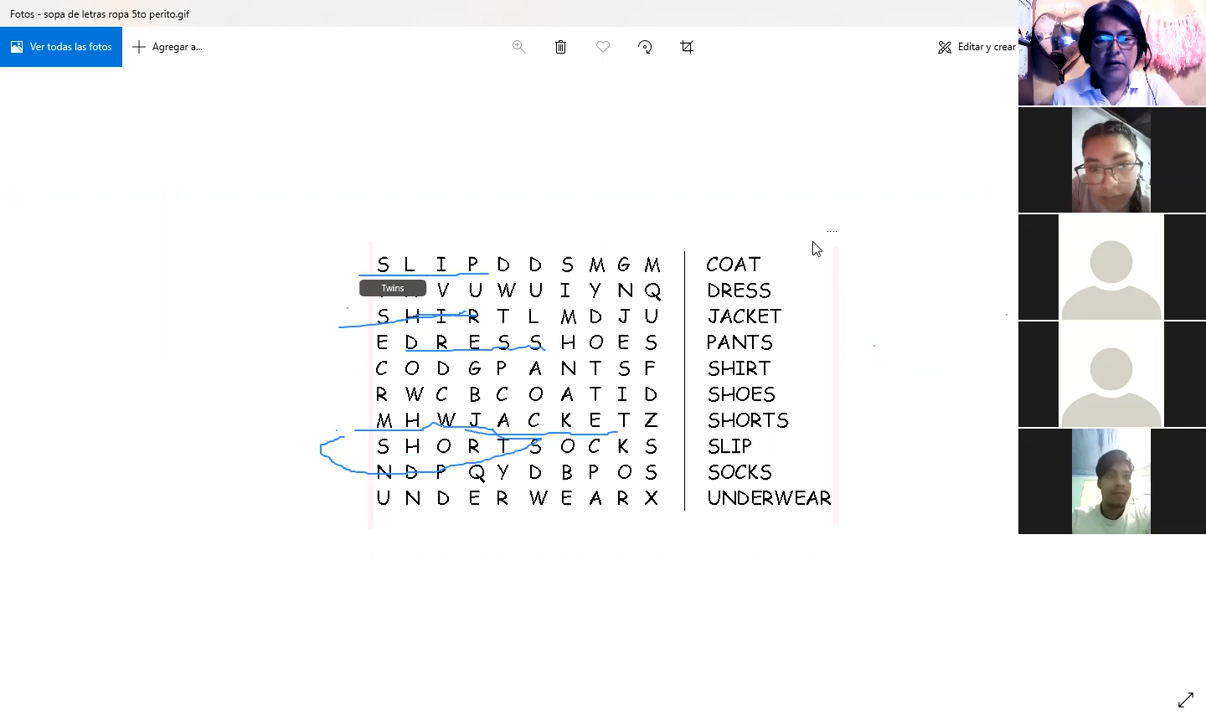 Fotos - sopa de letras ropa 5to perito.gif
Ver todas las fotos
Agregar a...
Editar y crear
S L I P D D S M G M
COAT
Twins
V U W U I Y N Q
DRESS
S H I R T L M D J U
JACKET
E D R E S S H O E S
PANTS
C O D G P A N T S F
SHIRT
R W C B C O A T I D
SHOES
M H W J A C K E T Z
SHORTS
S H O R T S O C K S
SLIP
N D P Q Y D B P O S
SOCKS
U N D E R W E A R X
UNDERWEAR